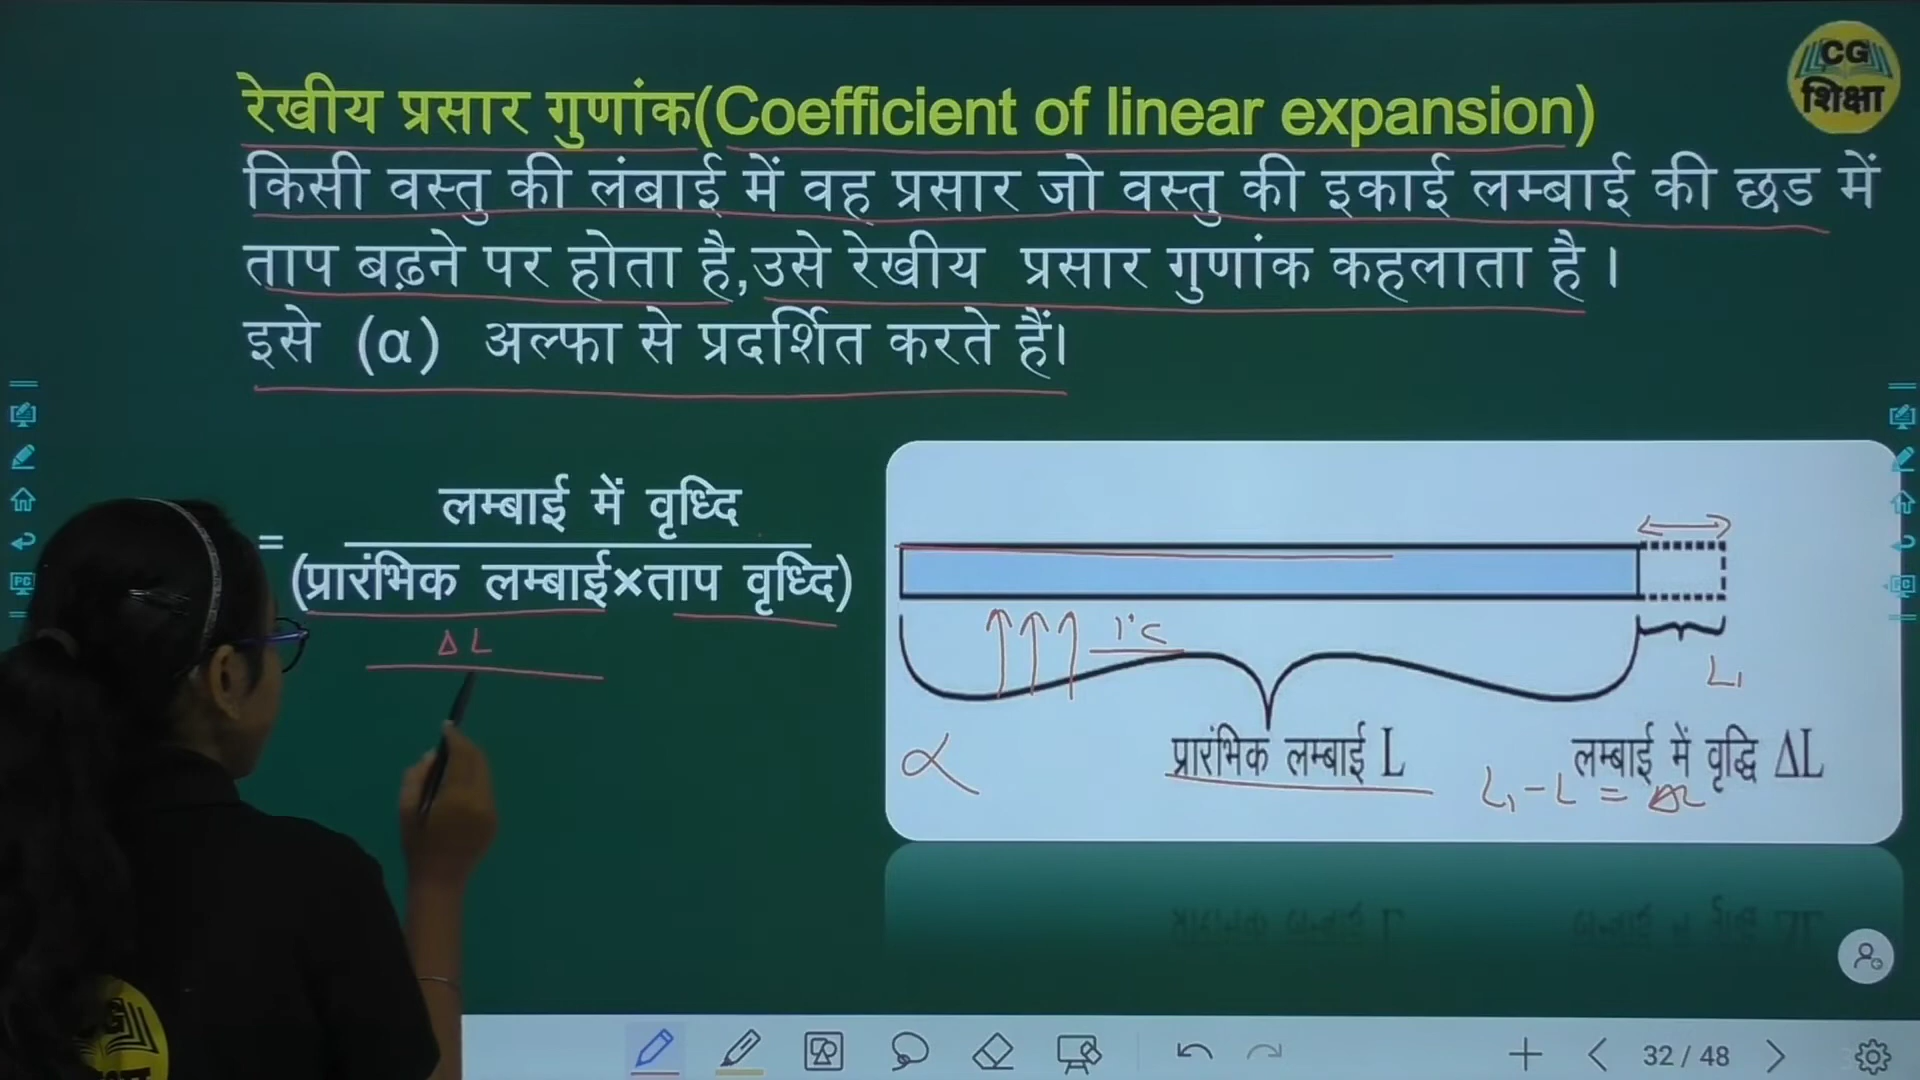 CG
शिक्षा
रेखीय प्रसार गुणांक(Coefficient of linear expansion)
किसी वस्तु की लंबाई में वह प्रसार जो वस्तु की इकाई लम्बाई की छड में
ताप बढ़ने पर होता है,उसे रेखीय प्रसार गुणांक कहलाता है।
इसे (α) अल्फा से प्रदर्शित करते हैं।
= लम्बाई में वृध्दि
(प्रारंभिक लम्बाई×ताप वृध्दि)
ΔL
1°C
L₁
α
प्रारंभिक लम्बाई L
लम्बाई में वृद्धि ΔL
L₁-L = ΔL
32 / 48